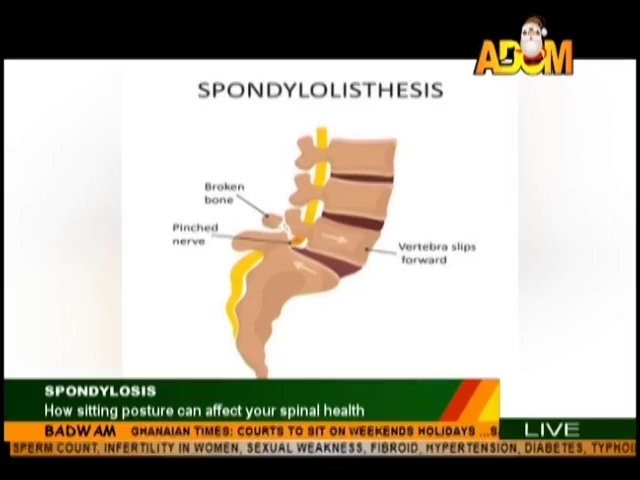 ADOM
SPONDYLOLISTHESIS
Broken
bone
Pinched
nerve
Vertebra slips
forward
SPONDYLOSIS
How sitting posture can affect your spinal health
BADWAM GHANAIAN TIMES: COURTS TO SIT ON WEEKENDS HOLIDAYS ...S
LIVE
SPERM COUNT, INFERTILITY IN WOMEN, SEXUAL WEAKNESS, FIBROID, HYPERTENSION, DIABETES, TYPHOI